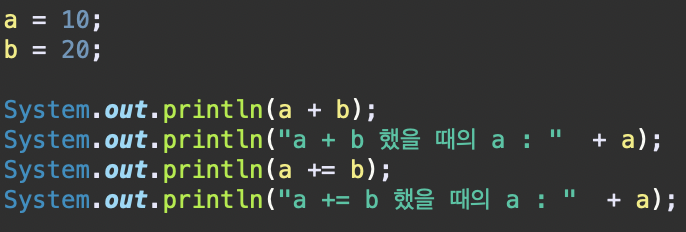 a = 10;
b = 20;
System.out.println(a + b);
System.out.println("a + b 했을 때의 a : "  + a);
System.out.println(a += b);
System.out.println("a += b 했을 때의 a : "  + a);